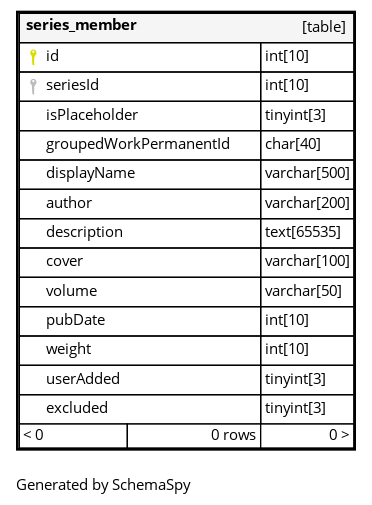 series_member [table]
id int[10]
seriesId int[10]
isPlaceholder tinyint[3]
groupedWorkPermanentId char[40]
displayName varchar[500]
author varchar[200]
description text[65535]
cover varchar[100]
volume varchar[50]
pubDate int[10]
weight int[10]
userAdded tinyint[3]
excluded tinyint[3]
< 0 0 rows 0 >
Generated by SchemaSpy